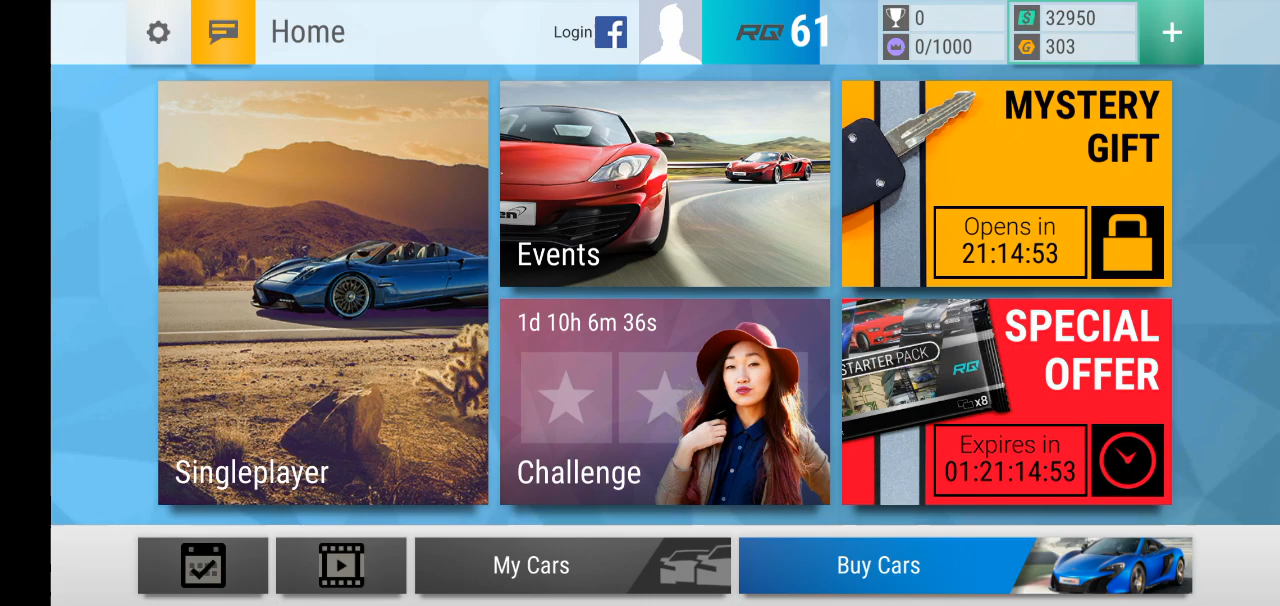 Home
Login
RQ 61
0
0/1000
32950
303
Singleplayer
Events
1d 10h 6m 36s
Challenge
MYSTERY
GIFT
Opens in
21:14:53
STARTER PACK
RQ
x8
SPECIAL
OFFER
Expires in
01:21:14:53
My Cars
Buy Cars